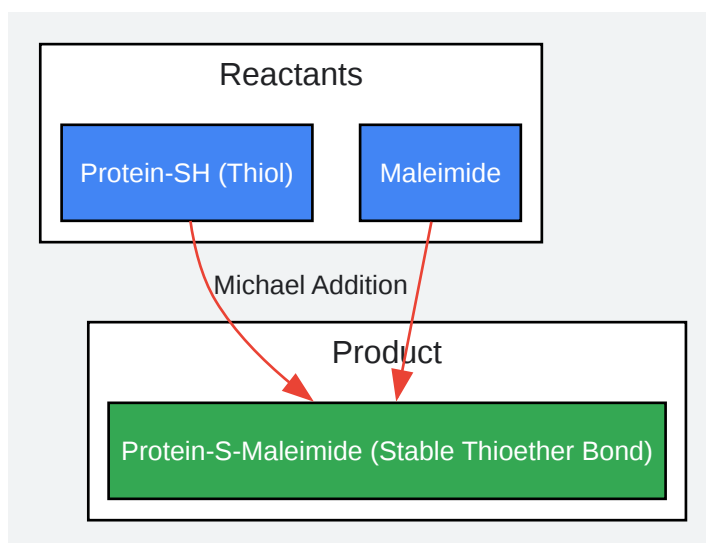 Reactants
Protein-SH (Thiol)
Maleimide
Michael Addition
Product
Protein-S-Maleimide (Stable Thioether Bond)